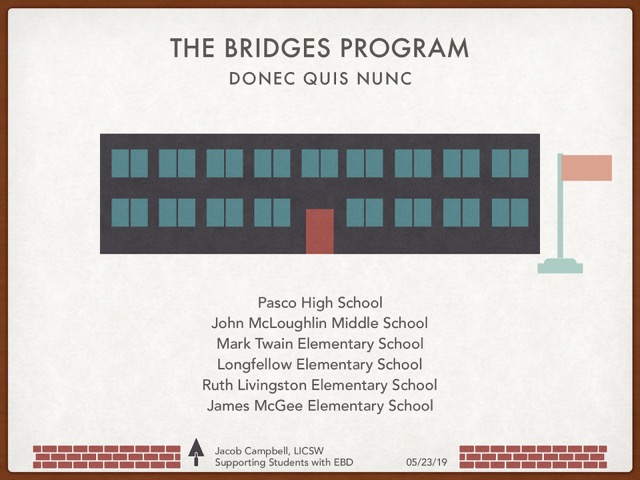 THE BRIDGES PROGRAM
DONEC QUIS NUNC
Pasco High School
John McLoughlin Middle School
Mark Twain Elementary School
Longfellow Elementary School
Ruth Livingston Elementary School
James McGee Elementary School
Jacob Campbell, LICSW
Supporting Students with EBD 05/23/19